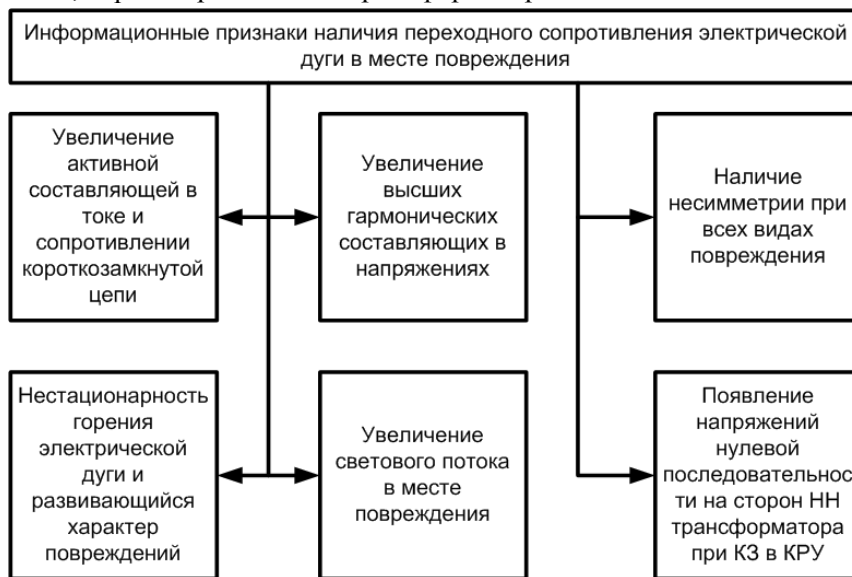 Информационные признаки наличия переходного сопротивления электрической
дуги в месте повреждения
Увеличение
активной
составляющей в
токе и
сопротивлении
короткозамкнутой
цепи
Увеличение
высших
гармонических
составляющих в
напряжениях
Наличие
несимметрии при
всех видах
повреждения
Нестационарность
горения
электрической
дуги и
развивающийся
характер
повреждений
Увеличение
светового потока
в месте
повреждения
Появление
напряжений
нулевой
последовательнос
ти на сторон НН
трансформатора
при КЗ в КРУ